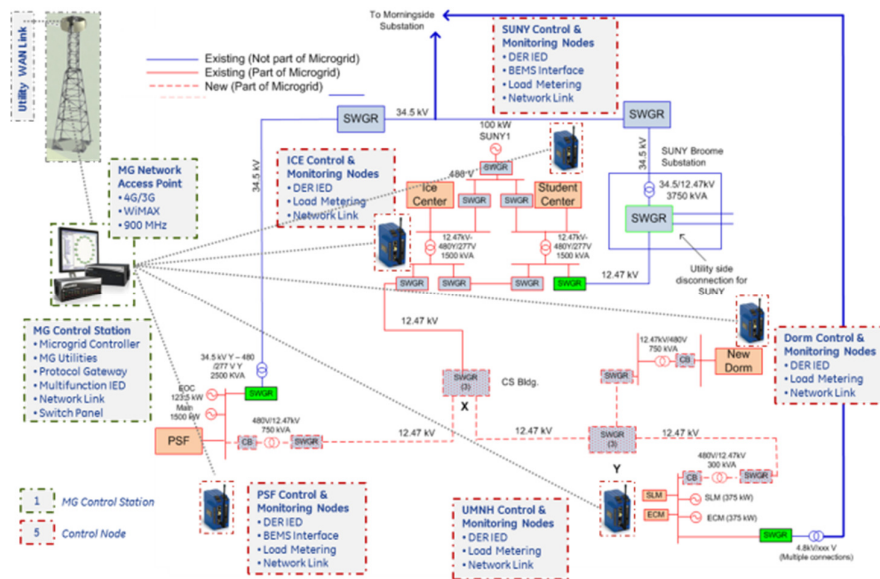 To Morningside
Substation
Utility WAN Link
Existing (Not part of Microgrid)
Existing (Part of Microgrid)
New (Part of Microgrid)
SUNY Control
& Monitoring Nodes
• DER IED
• BEMS Interface
• Load Metering
• Network Link
SWGR
34.5 kV
SWGR
100 kW
SUNY1
SWGR
34.5 kV
34.5 kV
SUNY Broome
Substation
MG Network
Access Point
• 4G/3G
• WiMAX
• 900 MHz
ICE Control &
Monitoring Nodes
• DER IED
• Load Metering
• Network Link
480 V
Ice
Center
SWGR
SWGR
Student
Center
34.5/12.47kV
3750 kVA
SWGR
SWGR
SWGR
12.47kV-
480Y/277V
1500 kVA
12.47kV-
480Y/277V
1500 kVA
SWGR
SWGR
SWGR
SWGR
12.47 kV
Utility side
disconnection for
SUNY
MG Control Station
• Microgrid Controller
• MG Utilities
• Protocol Gateway
• Multifunction IED
• Network Link
• Switch Panel
12.47 kV
34.5 kV Y – 480
/277 V Y
2500 KVA
12.47kV/480V
750 kVA
CB
New
Dorm
SWGR
Dorm Control &
Monitoring Nodes
• DER IED
• Load Metering
• Network Link
EOC
123.5 kW
Main
1500 kW
SWGR
SWGR
(3)
CS Bldg.
X
PSF
480V/12.47kV
750 kVA
CB
SWGR
12.47 kV
12.47 kV
SWGR
(3)
12.47 kV
Y
480V/12.47kV
300 kVA
CB
SWGR
SLM
SLM (375 kW)
ECM
ECM (375 kW)
SWGR
4.8kV/xxx V
(Multiple connections)
1
MG Control Station
5
Control Node
PSF Control &
Monitoring Nodes
• DER IED
• BEMS Interface
• Load Metering
• Network Link
UMNH Control &
Monitoring Nodes
• DER IED
• Load Metering
• Network Link